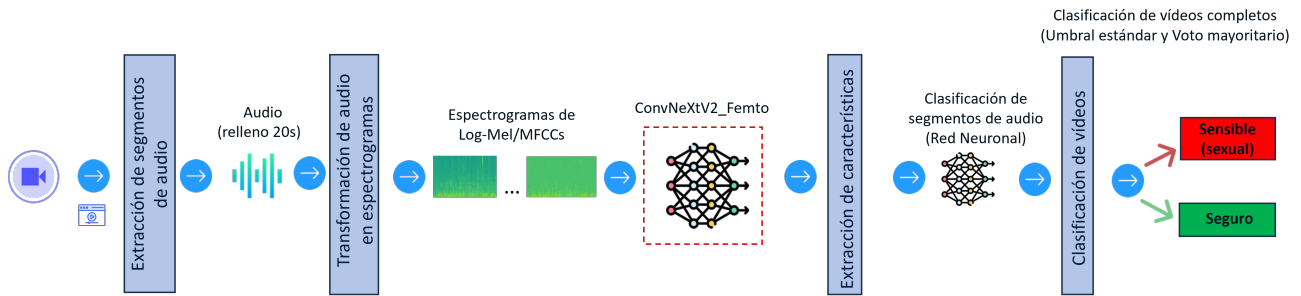 Extracción de segmentos
de audio
Audio
(relleno 20s)
Transformación de audio
en espectrogramas
Espectrogramas de
Log-Mel/MFCCs
...
ConvNeXtV2_Femto
Extracción de características
Clasificación de
segmentos de audio
(Red Neuronal)
Clasificación de vídeos completos
(Umbral estándar y Voto mayoritario)
Clasificación de vídeos
Sensible
(sexual)
Seguro